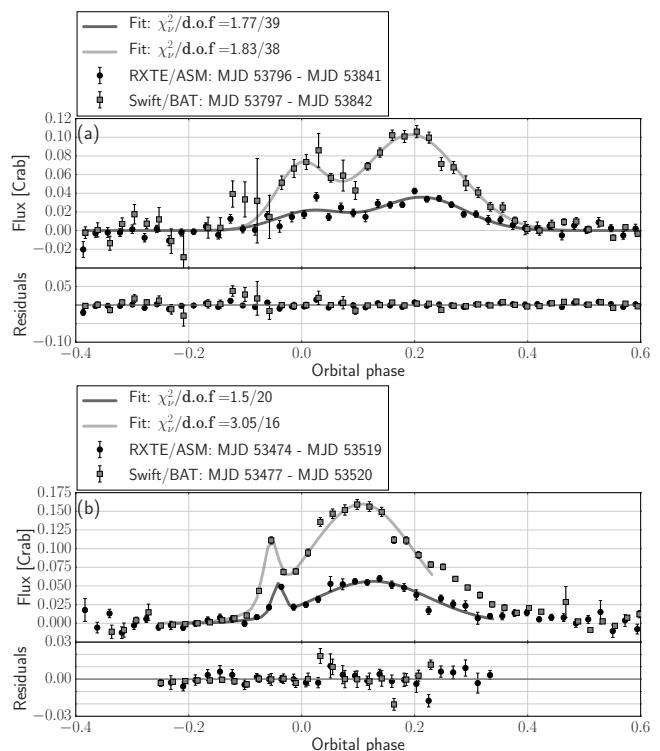 Fit: χ²ᵥ/d.o.f=1.77/39
Fit: χ²ᵥ/d.o.f=1.83/38
RXTE/ASM: MJD 53796 - MJD 53841
Swift/BAT: MJD 53797 - MJD 53842
(a)
Flux [Crab]
0.12
0.10
0.08
0.06
0.04
0.02
0.00
−0.02
Residuals
0.05
−0.10
−0.4 −0.2 0.0 0.2 0.4 0.6
Orbital phase
Fit: χ²ᵥ/d.o.f=1.5/20
Fit: χ²ᵥ/d.o.f=3.05/16
RXTE/ASM: MJD 53474 - MJD 53519
Swift/BAT: MJD 53477 - MJD 53520
(b)
Flux [Crab]
0.175
0.150
0.125
0.100
0.075
0.050
0.025
0.000
0.03
Residuals
0.00
−0.03
−0.4 −0.2 0.0 0.2 0.4 0.6
Orbital phase